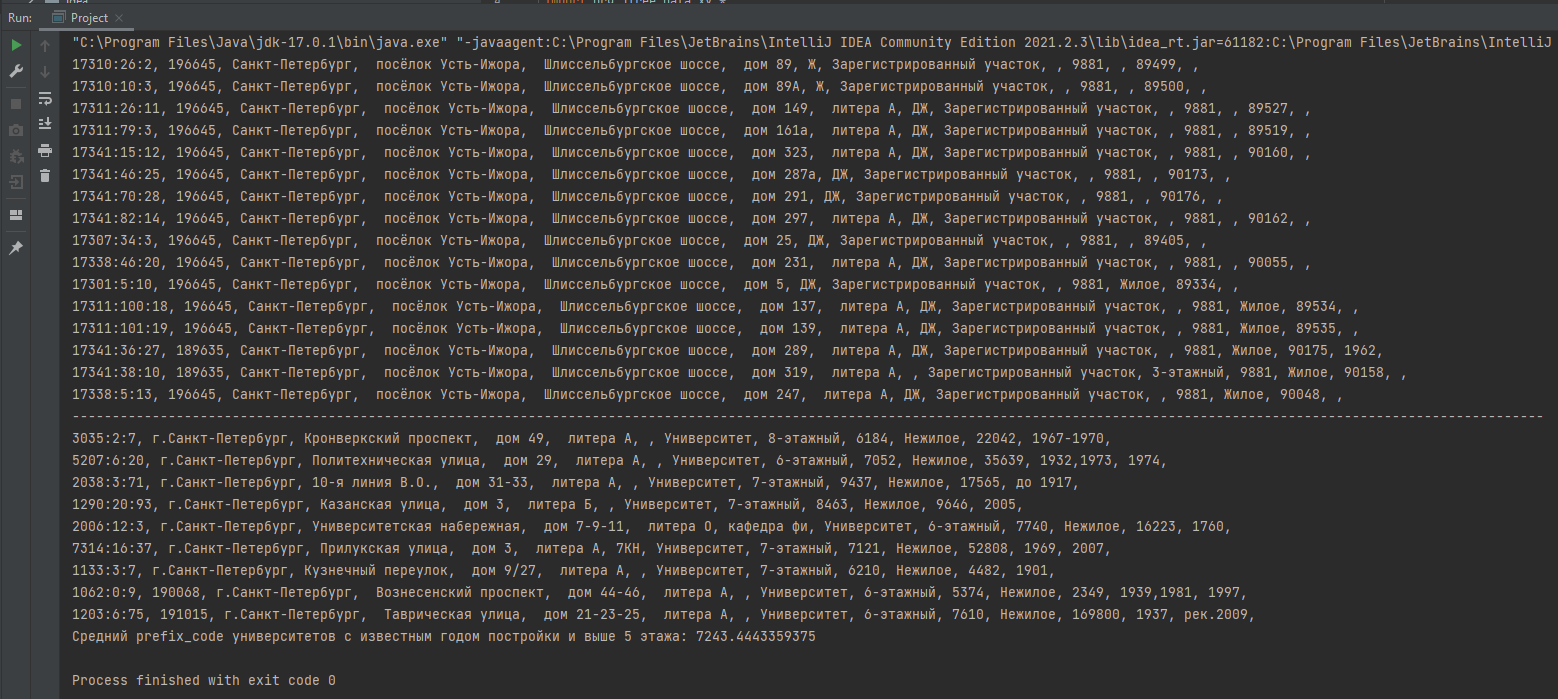 Run: Project
"C:\Program Files\Java\jdk-17.0.1\bin\java.exe" "-javaagent:C:\Program Files\JetBrains\IntelliJ IDEA Community Edition 2021.2.3\lib\idea_rt.jar=61182:C:\Program Files\JetBrains\IntelliJ
17310:26:2, 196645, Санкт-Петербург,  посёлок Усть-Ижора,  Шлиссельбургское шоссе,  дом 89, Ж, Зарегистрированный участок, , 9881, , 89499, ,
17310:10:3, 196645, Санкт-Петербург,  посёлок Усть-Ижора,  Шлиссельбургское шоссе,  дом 89А, Ж, Зарегистрированный участок, , 9881, , 89500, ,
17311:26:11, 196645, Санкт-Петербург,  посёлок Усть-Ижора,  Шлиссельбургское шоссе,  дом 149,  литера А, ДЖ, Зарегистрированный участок, , 9881, , 89527, ,
17311:79:3, 196645, Санкт-Петербург,  посёлок Усть-Ижора,  Шлиссельбургское шоссе,  дом 161а,  литера А, ДЖ, Зарегистрированный участок, , 9881, , 89519, ,
17341:15:12, 196645, Санкт-Петербург,  посёлок Усть-Ижора,  Шлиссельбургское шоссе,  дом 323,  литера А, ДЖ, Зарегистрированный участок, , 9881, , 90160, ,
17341:46:25, 196645, Санкт-Петербург,  посёлок Усть-Ижора,  Шлиссельбургское шоссе,  дом 287а, ДЖ, Зарегистрированный участок, , 9881, , 90173, ,
17341:70:28, 196645, Санкт-Петербург,  посёлок Усть-Ижора,  Шлиссельбургское шоссе,  дом 291, ДЖ, Зарегистрированный участок, , 9881, , 90176, ,
17341:82:14, 196645, Санкт-Петербург,  посёлок Усть-Ижора,  Шлиссельбургское шоссе,  дом 297,  литера А, ДЖ, Зарегистрированный участок, , 9881, , 90162, ,
17307:34:3, 196645, Санкт-Петербург,  посёлок Усть-Ижора,  Шлиссельбургское шоссе,  дом 25, ДЖ, Зарегистрированный участок, , 9881, , 89405, ,
17338:46:20, 196645, Санкт-Петербург,  посёлок Усть-Ижора,  Шлиссельбургское шоссе,  дом 231,  литера А, ДЖ, Зарегистрированный участок, , 9881, , 90055, ,
17301:5:10, 196645, Санкт-Петербург,  посёлок Усть-Ижора,  Шлиссельбургское шоссе,  дом 5, ДЖ, Зарегистрированный участок, , 9881, Жилое, 89334, ,
17311:100:18, 196645, Санкт-Петербург,  посёлок Усть-Ижора,  Шлиссельбургское шоссе,  дом 137,  литера А, ДЖ, Зарегистрированный участок, , 9881, Жилое, 89534, ,
17311:101:19, 196645, Санкт-Петербург,  посёлок Усть-Ижора,  Шлиссельбургское шоссе,  дом 139,  литера А, ДЖ, Зарегистрированный участок, , 9881, Жилое, 89535, ,
17341:36:27, 189635, Санкт-Петербург,  посёлок Усть-Ижора,  Шлиссельбургское шоссе,  дом 289,  литера А, ДЖ, Зарегистрированный участок, , 9881, Жилое, 90175, 1962,
17341:38:10, 189635, Санкт-Петербург,  посёлок Усть-Ижора,  Шлиссельбургское шоссе,  дом 319,  литера А, , Зарегистрированный участок, 3-этажный, 9881, Жилое, 90158, ,
17338:5:13, 196645, Санкт-Петербург,  посёлок Усть-Ижора,  Шлиссельбургское шоссе,  дом 247,  литера А, ДЖ, Зарегистрированный участок, , 9881, Жилое, 90048, ,
----------------------------------------------------------------------------------------------------------------------------------------------------------------------------------------
3035:2:7, г.Санкт-Петербург, Кронверкский проспект,  дом 49,  литера А, , Университет, 8-этажный, 6184, Нежилое, 22042, 1967-1970,
5207:6:20, г.Санкт-Петербург, Политехническая улица,  дом 29,  литера А, , Университет, 6-этажный, 7052, Нежилое, 35639, 1932,1973, 1974,
2038:3:71, г.Санкт-Петербург, 10-я линия В.О.,  дом 31-33,  литера А, , Университет, 7-этажный, 9437, Нежилое, 17565, до 1917,
1290:20:93, г.Санкт-Петербург, Казанская улица,  дом 3,  литера Б, , Университет, 7-этажный, 8463, Нежилое, 9646, 2005,
2006:12:3, г.Санкт-Петербург, Университетская набережная,  дом 7-9-11,  литера О, кафедра фи, Университет, 6-этажный, 7740, Нежилое, 16223, 1760,
7314:16:37, г.Санкт-Петербург, Прилукская улица,  дом 3,  литера А, 7КН, Университет, 7-этажный, 7121, Нежилое, 52808, 1969, 2007,
1133:3:7, г.Санкт-Петербург, Кузнечный переулок,  дом 9/27,  литера А, , Университет, 7-этажный, 6210, Нежилое, 4482, 1901,
1062:0:9, 190068, г.Санкт-Петербург,  Вознесенский проспект,  дом 44-46,  литера А, , Университет, 6-этажный, 5374, Нежилое, 2349, 1939,1981, 1997,
1203:6:75, 191015, г.Санкт-Петербург,  Таврическая улица,  дом 21-23-25,  литера А, , Университет, 6-этажный, 7610, Нежилое, 169800, 1937, рек.2009,
Средний prefix_code университетов с известным годом постройки и выше 5 этажа: 7243.4443359375
Process finished with exit code 0